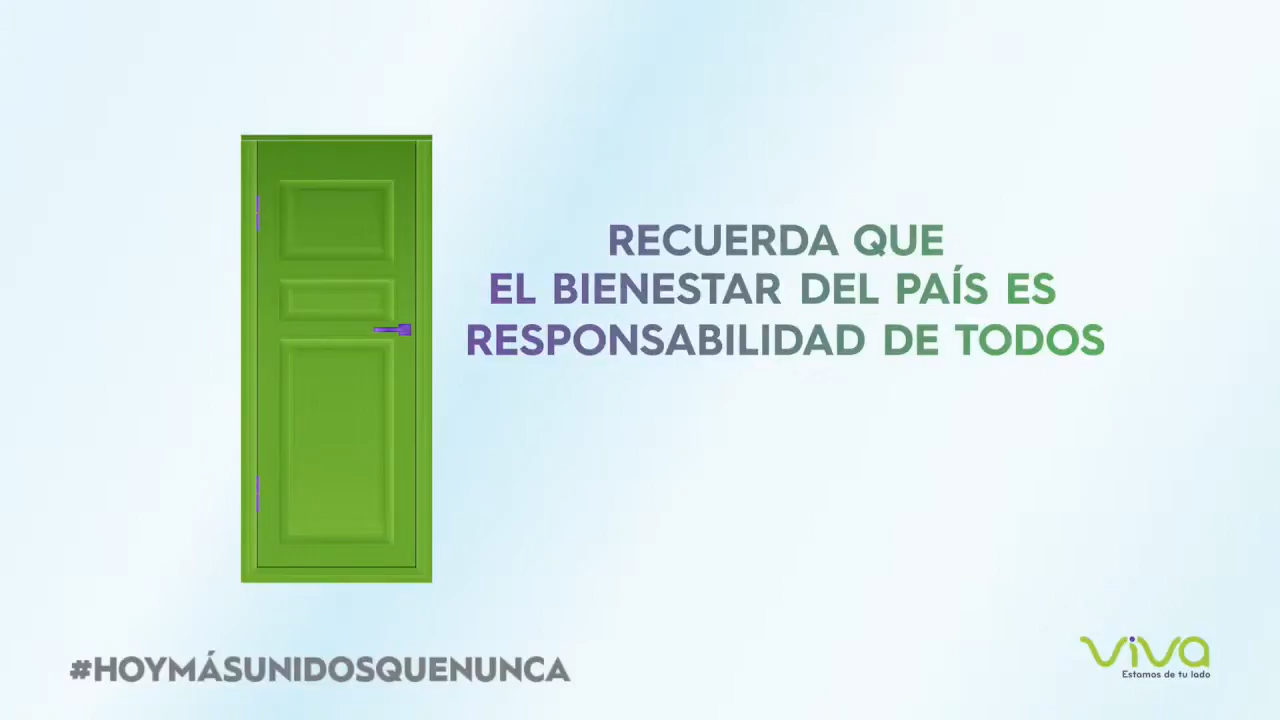 RECUERDA QUE
EL BIENESTAR DEL PAÍS ES
RESPONSABILIDAD DE TODOS
#HOYMÁSUNIDOSQUENUNCA
viva
Estamos de tu lado